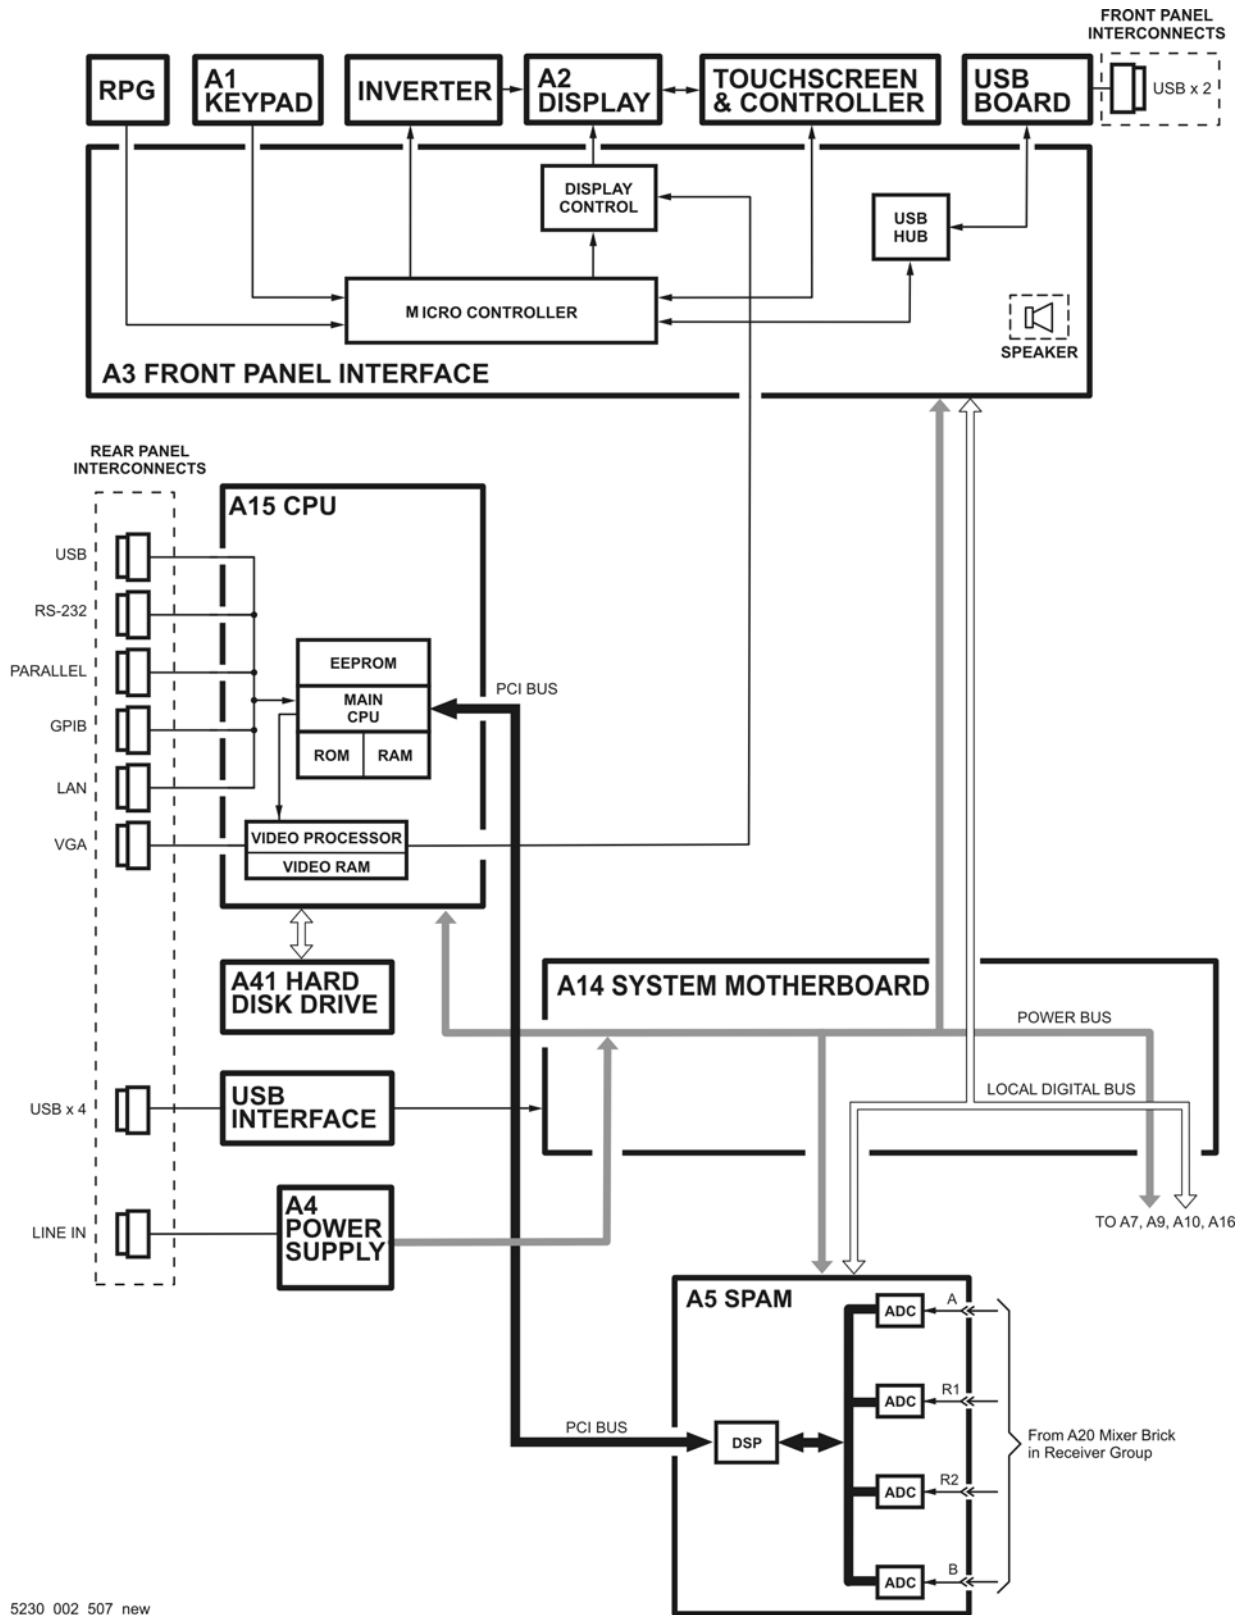 FRONT PANEL
INTERCONNECTS
RPG
A1
KEYPAD
INVERTER
A2
DISPLAY
TOUCHSCREEN
& CONTROLLER
USB
BOARD
USB x 2
DISPLAY
CONTROL
USB
HUB
MICRO CONTROLLER
SPEAKER
A3 FRONT PANEL INTERFACE
REAR PANEL
INTERCONNECTS
A15 CPU
USB
RS-232
PARALLEL
GPIB
LAN
VGA
EEPROM
MAIN
CPU
ROM
RAM
PCI BUS
VIDEO PROCESSOR
VIDEO RAM
A41 HARD
DISK DRIVE
A14 SYSTEM MOTHERBOARD
POWER BUS
LOCAL DIGITAL BUS
USB x 4
USB
INTERFACE
LINE IN
A4
POWER
SUPPLY
TO A7, A9, A10, A16
A5 SPAM
ADC
A
ADC
R1
PCI BUS
DSP
From A20 Mixer Brick
in Receiver Group
ADC
R2
ADC
B
5230 002 507 new